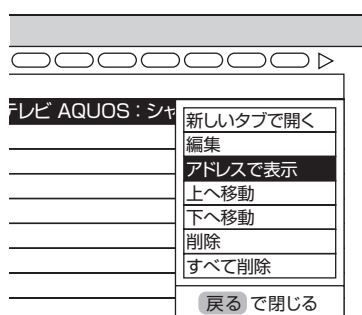 テレビ AQUOS：シャ
新しいタブで開く
編集
アドレスで表示
上へ移動
下へ移動
削除
すべて削除
戻る で閉じる